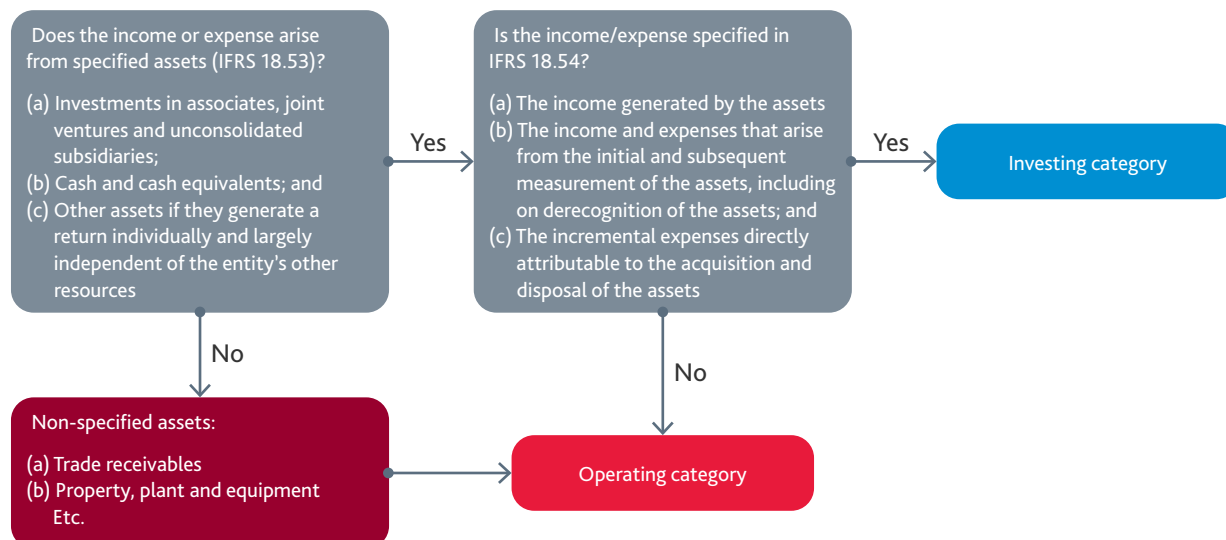 Does the income or expense arise
from specified assets (IFRS 18.53)?
(a) Investments in associates, joint
ventures and unconsolidated
subsidiaries;
(b) Cash and cash equivalents; and
(c) Other assets if they generate a
return individually and largely
independent of the entity's other
resources
Yes
Is the income/expense specified in
IFRS 18.54?
(a) The income generated by the assets
(b) The income and expenses that arise
from the initial and subsequent
measurement of the assets, including
on derecognition of the assets; and
(c) The incremental expenses directly
attributable to the acquisition and
disposal of the assets
Yes
Investing category
No
No
Non-specified assets:
(a) Trade receivables
(b) Property, plant and equipment
Etc.
Operating category